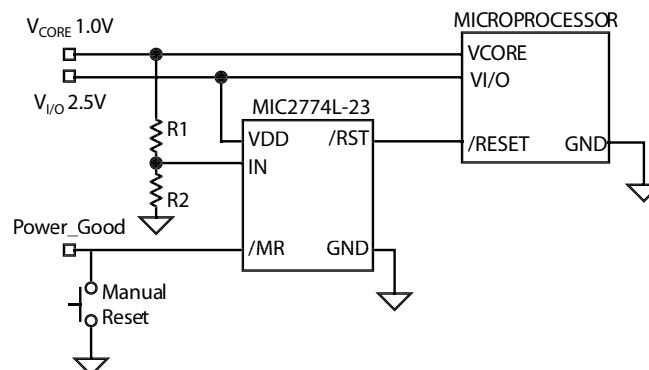 MICROPROCESSOR
VCORE 1.0V
VCORE
VI/O
VI/O 2.5V
MIC2774L-23
R1
VDD
/RST
/RESET
GND
IN
R2
Power_Good
/MR
GND
Manual
Reset